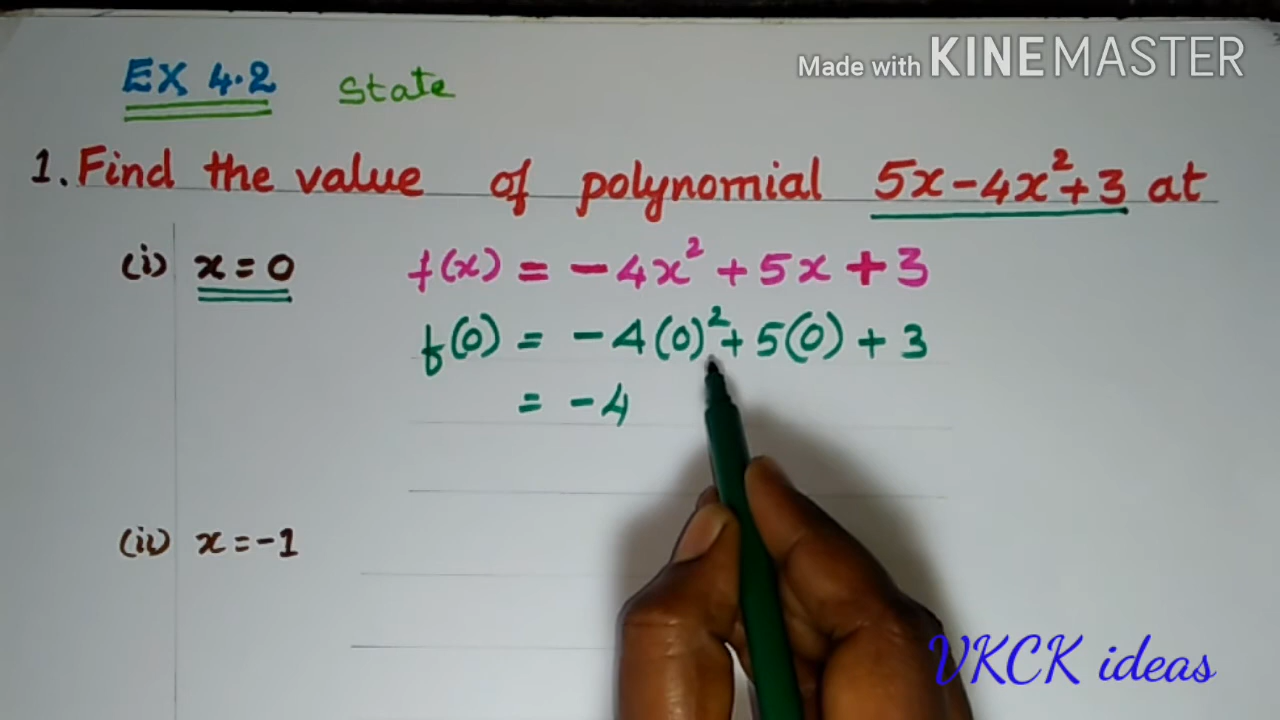 Made with KINEMASTER
EX 4.2 State
1. Find the value of polynomial 5x-4x²+3 at
(i) x=0 f(x) = -4x² + 5x + 3
f(0) = -4(0)² + 5(0) + 3
= -4
(ii) x=-1
VKCK ideas